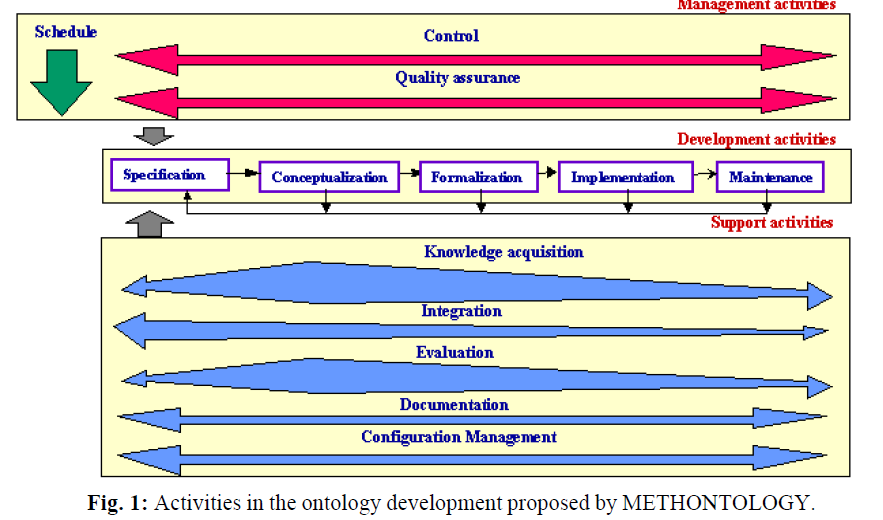 Management activities
Schedule
Control
Quality assurance
Development activities
Specification
Conceptualization
Formalization
Implementation
Maintenance
Support activities
Knowledge acquisition
Integration
Evaluation
Documentation
Configuration Management
Fig. 1: Activities in the ontology development proposed by METHONTOLOGY.